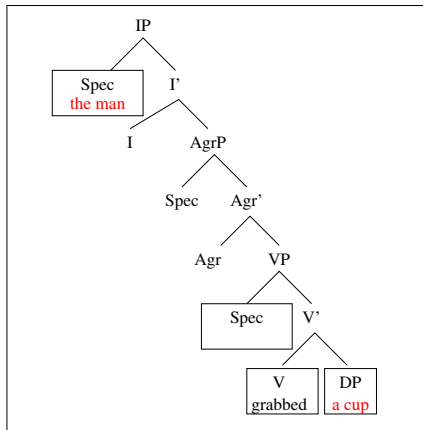 IP
Spec I’
the man
I AgrP
Spec Agr’
Agr VP
Spec V’
V DP
grabbed a cup